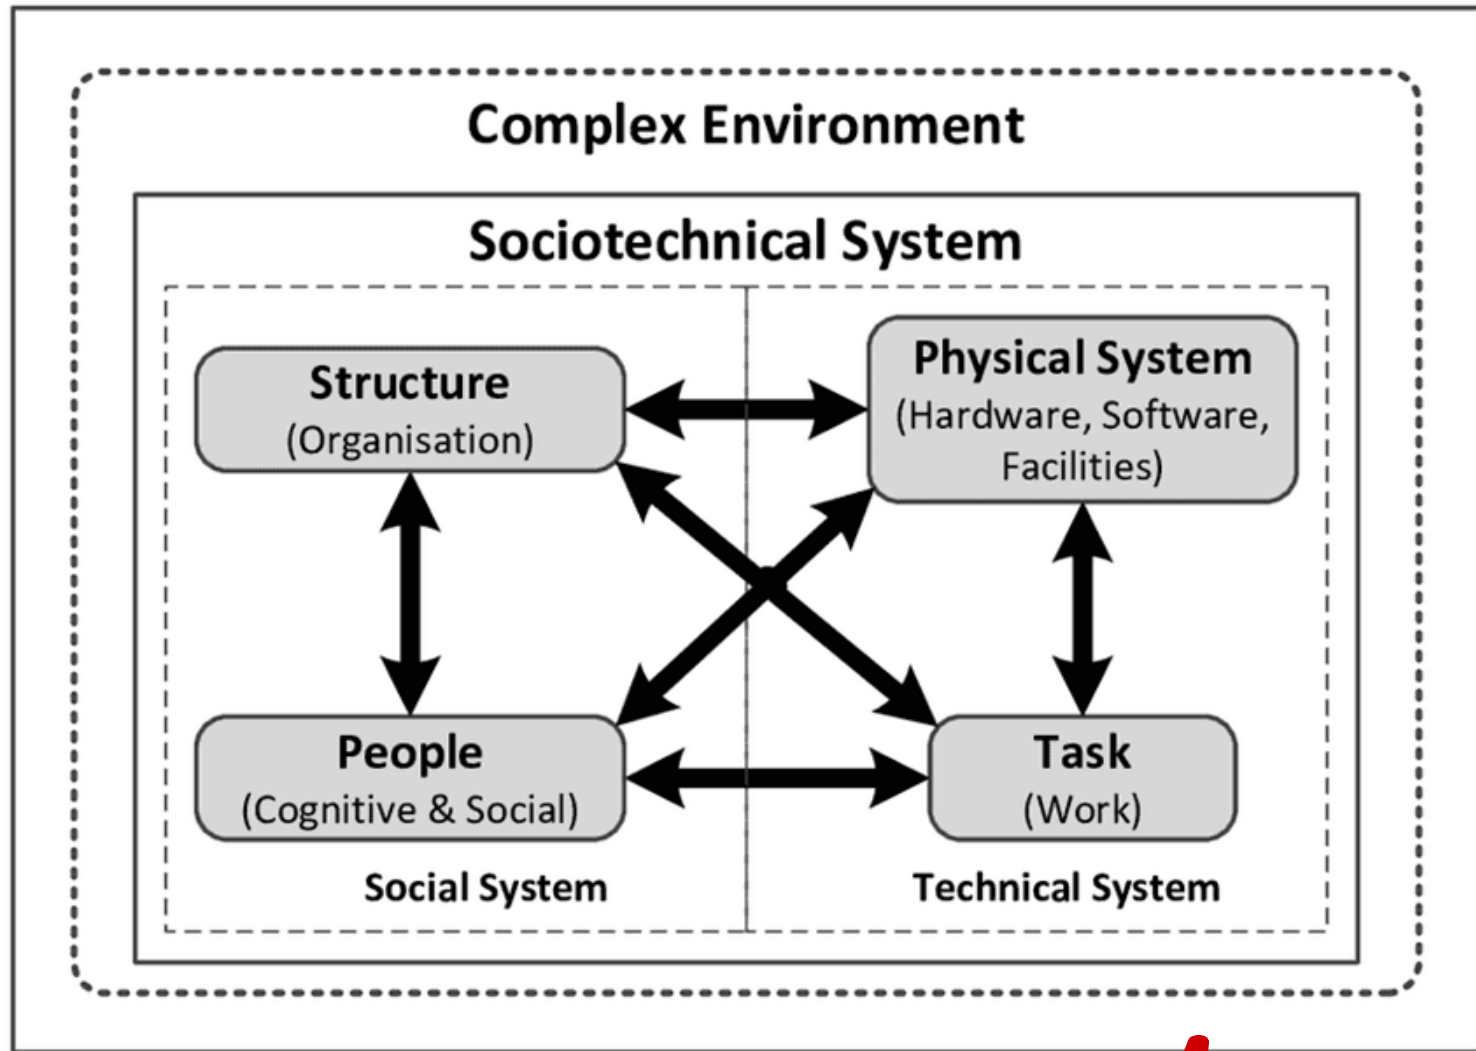 Complex Environment
Sociotechnical System
Structure
(Organisation)
Physical System
(Hardware, Software,
Facilities)
People
(Cognitive & Social)
Task
(Work)
Social System
Technical System